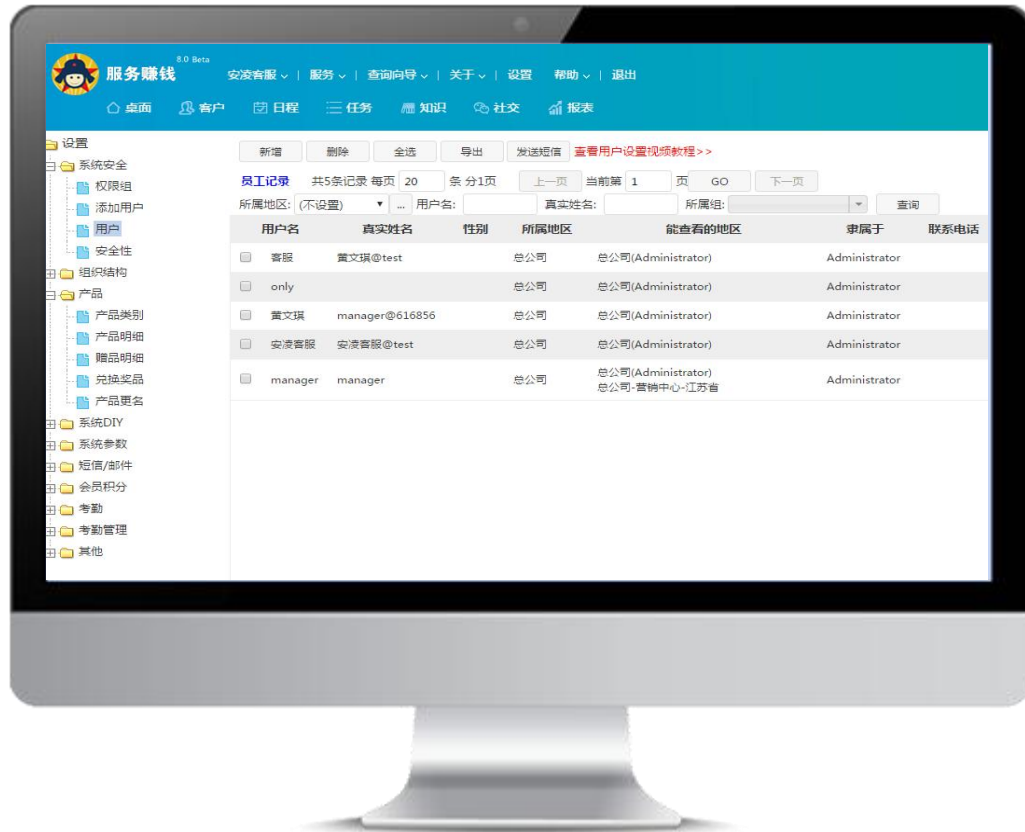 8.0 Beta
服务赚钱 安凌客服 | 服务 | 查询向导 | 关于 | 设置 帮助 | 退出
桌面 客户 日程 任务 知识 社交 报表
设置
系统安全
权限组
添加用户
用户
安全性
组织结构
产品
产品类别
产品明细
赠品明细
兑换奖品
产品更名
系统DIY
系统参数
短信/邮件
会员积分
考勤
考勤管理
其他
新增 删除 全选 导出 发送短信 查看用户设置视频教程>>
员工记录 共5条记录 每页 20 条 分1页 上一页 当前第 1 页 GO 下一页
所属地区: (不设置) ... 用户名: 真实姓名: 所属组: 查询
用户名 真实姓名 性别 所属地区 能查看的地区 隶属于 联系电话
客服 黄文琪@test 总公司 总公司(Administrator) Administrator
only 总公司 总公司(Administrator) Administrator
黄文琪 manager@616856 总公司 总公司(Administrator) Administrator
安凌客服 安凌客服@test 总公司 总公司(Administrator) Administrator
manager manager 总公司 总公司(Administrator) Administrator
总公司-营销中心-江苏省